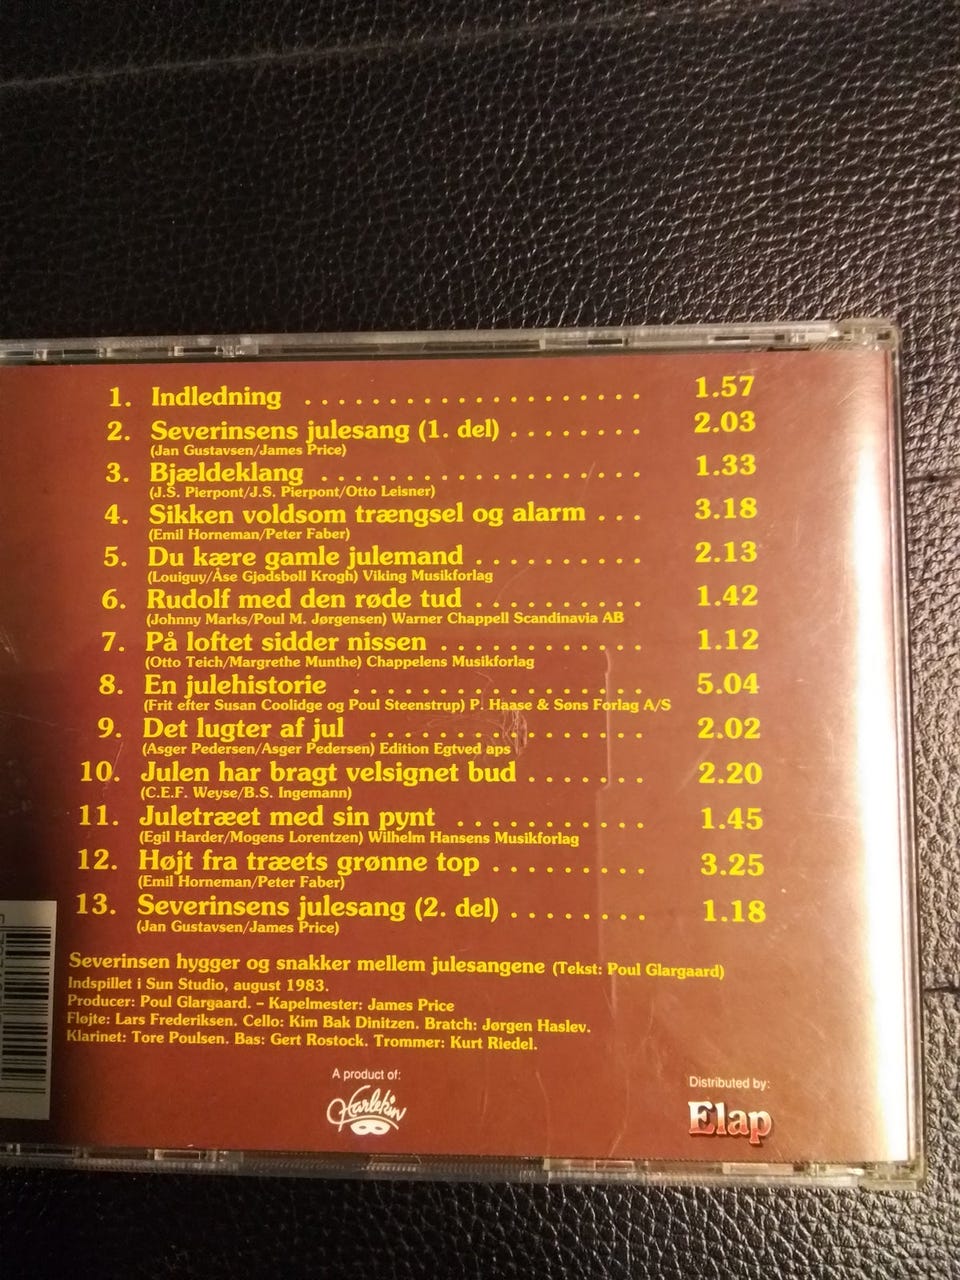 1. Indledning .................... 1.57
2. Severinsens julesang (1. del) ........ 2.03
(Jan Gustavsen/James Price)
3. Bjældeklang ................... 1.33
(J.S. Pierpont/J.S. Pierpont/Otto Leisner)
4. Sikken voldsom trængsel og alarm ... 3.18
(Emil Horneman/Peter Faber)
5. Du kære gamle julemand .......... 2.13
(Louiguy/Åse Gjødsbøll Krogh) Viking Musikforlag
6. Rudolf med den røde tud .......... 1.42
(Johnny Marks/Poul M. Jørgensen) Warner Chappell Scandinavia AB
7. På loftet sidder nissen ............ 1.12
(Otto Teich/Margrethe Munthe) Chappelens Musikforlag
8. En julehistorie ................. 5.04
(Frit efter Susan Coolidge og Poul Steenstrup) P. Haase & Søns Forlag A/S
9. Det lugter af jul ................ 2.02
(Asger Pedersen/Asger Pedersen) Edition Egtved aps
10. Julen har bragt velsignet bud ....... 2.20
(C.E.F. Weyse/B.S. Ingemann)
11. Juletræet med sin pynt ........... 1.45
(Egil Harder/Mogens Lorentzen) Wilhelm Hansens Musikforlag
12. Højt fra træets grønne top ......... 3.25
(Emil Horneman/Peter Faber)
13. Severinsens julesang (2. del) ........ 1.18
(Jan Gustavsen/James Price)
Severinsen hygger og snakker mellem julesangene (Tekst: Poul Glargaard)
Indspillet i Sun Studio, august 1983.
Producer: Poul Glargaard. – Kapelmester: James Price
Fløjte: Lars Frederiksen. Cello: Kim Bak Dinitzen. Bratch: Jørgen Haslev.
Klarinet: Tore Poulsen. Bas: Gert Rostock. Trommer: Kurt Riedel.
A product of:
Harlekin
Distributed by:
Elap